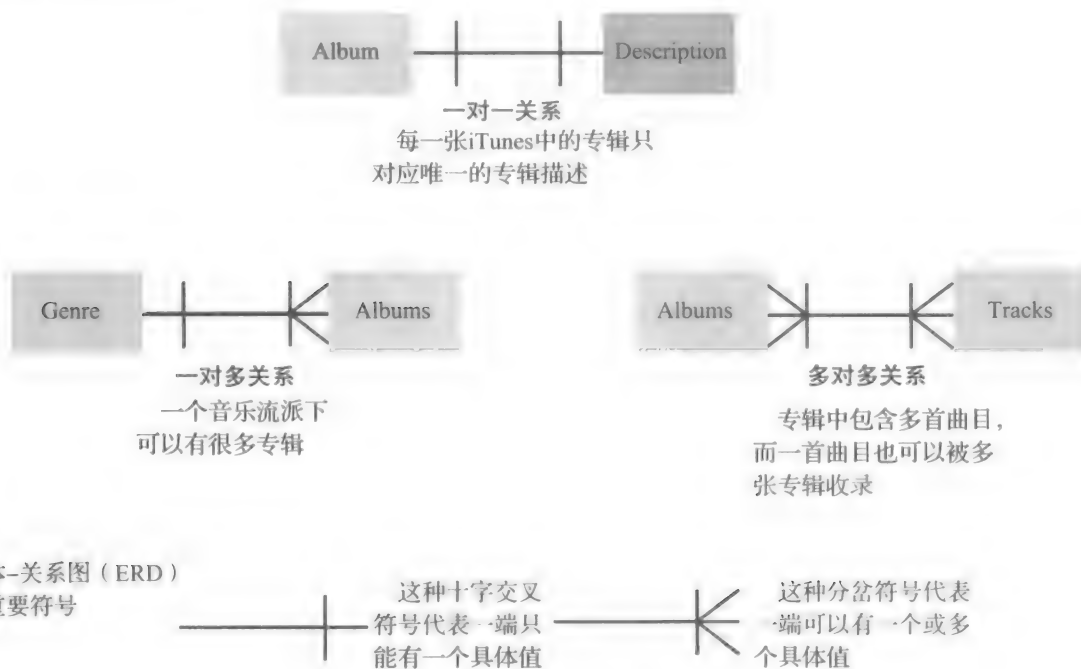 Album
Description
一对一关系
每一张iTunes中的专辑只
对应唯一的专辑描述
Genre
Albums
一对多关系
一个音乐流派下
可以有很多专辑
Albums
Tracks
多对多关系
专辑中包含多首曲目，
而一首曲目也可以被多
张专辑收录
-关系图（ERD）
重要符号
这种十字交叉
符号代表一端只
能有一个具体值
这种分岔符号代表
一端可以有一个或多
个具体值